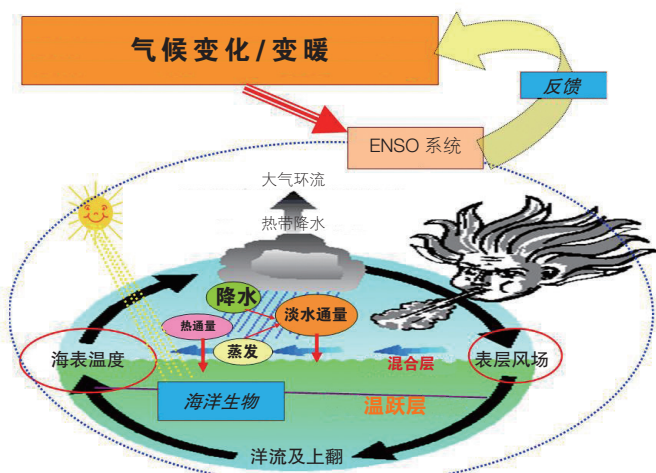 气候变化/变暖
反馈
ENSO 系统
大气环流
热带降水
降水
淡水通量
热通量
蒸发
海表温度
混合层
表层风场
海洋生物
温跃层
洋流及上翻